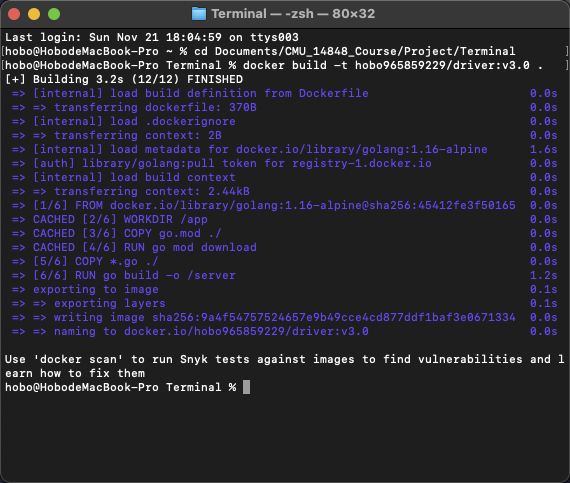 Terminal — -zsh — 80×32
Last login: Sun Nov 21 18:04:59 on ttys003
[hobo@HobodeMacBook-Pro ~ % cd Documents/CMU_14848_Course/Project/Terminal ]
[hobo@HobodeMacBook-Pro Terminal % docker build -t hobo965859229/driver:v3.0 . ]
[+] Building 3.2s (12/12) FINISHED
=> [internal] load build definition from Dockerfile 0.0s
=> => transferring dockerfile: 370B 0.0s
=> [internal] load .dockerignore 0.0s
=> => transferring context: 2B 0.0s
=> [internal] load metadata for docker.io/library/golang:1.16-alpine 1.6s
=> [auth] library/golang:pull token for registry-1.docker.io 0.0s
=> [internal] load build context 0.0s
=> => transferring context: 2.44kB 0.0s
=> [1/6] FROM docker.io/library/golang:1.16-alpine@sha256:45412fe3f50165 0.0s
=> CACHED [2/6] WORKDIR /app 0.0s
=> CACHED [3/6] COPY go.mod ./ 0.0s
=> CACHED [4/6] RUN go mod download 0.0s
=> [5/6] COPY *.go ./ 0.0s
=> [6/6] RUN go build -o /server 1.2s
=> exporting to image 0.1s
=> => exporting layers 0.1s
=> => writing image sha256:9a4f54757524657e9b49cce4cd877ddf1baf3e0671334 0.0s
=> => naming to docker.io/hobo965859229/driver:v3.0 0.0s
Use 'docker scan' to run Snyk tests against images to find vulnerabilities and l
earn how to fix them
hobo@HobodeMacBook-Pro Terminal %